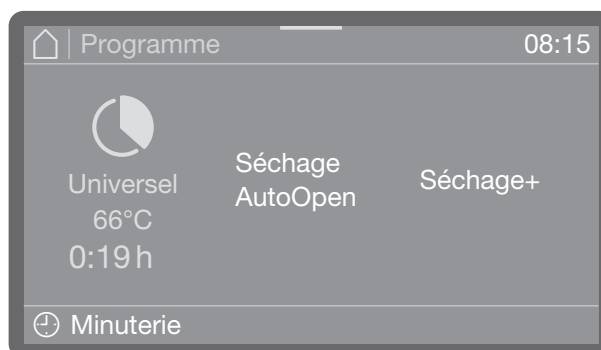 Programme 08:15
Universel
66°C
0:19 h
Séchage
AutoOpen
Séchage+
Minuterie